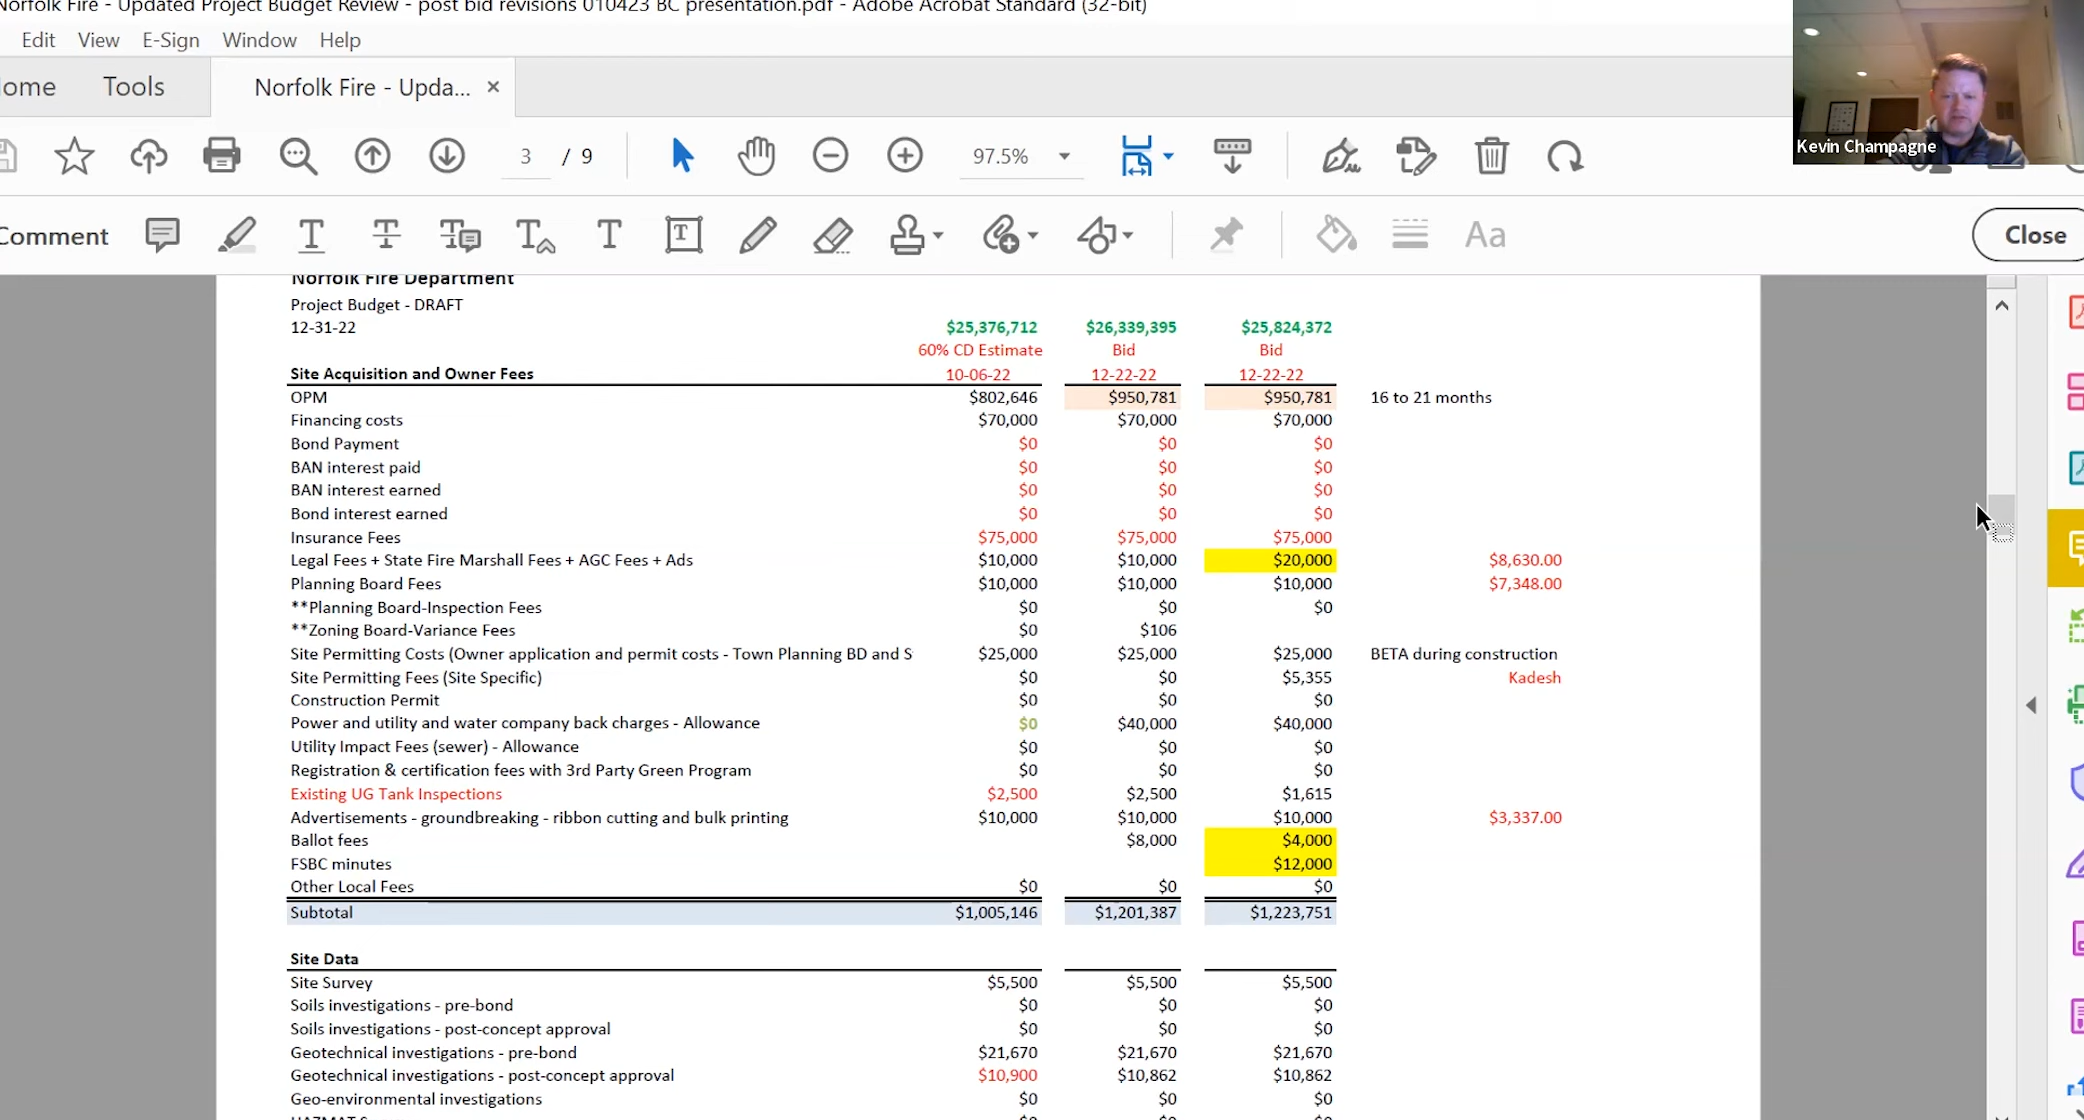 Norfolk Fire - Updated Project Budget Review - post bid revisions 010423 BC presentation.pdf - Adobe Acrobat Standard (32-bit)
Edit View E-Sign Window Help
Tools Norfolk Fire - Upda... ×
3 / 9 97.5%
Kevin Champagne
Comment T T T T T T Aa Close
Norfolk Fire Department
Project Budget - DRAFT
12-31-22 $25,376,712 $26,339,395 $25,824,372
60% CD Estimate Bid Bid
Site Acquisition and Owner Fees 10-06-22 12-22-22 12-22-22
OPM $802,646 $950,781 $950,781 16 to 21 months
Financing costs $70,000 $70,000 $70,000
Bond Payment $0 $0 $0
BAN interest paid $0 $0 $0
BAN interest earned $0 $0 $0
Bond interest earned $0 $0 $0
Insurance Fees $75,000 $75,000 $75,000
Legal Fees + State Fire Marshall Fees + AGC Fees + Ads $10,000 $10,000 $20,000 $8,630.00
Planning Board Fees $10,000 $10,000 $10,000 $7,348.00
**Planning Board-Inspection Fees $0 $0 $0
**Zoning Board-Variance Fees $0 $106
Site Permitting Costs (Owner application and permit costs - Town Planning BD and S $25,000 $25,000 $25,000 BETA during construction
Site Permitting Fees (Site Specific) $0 $0 $5,355 Kadesh
Construction Permit $0 $0 $0
Power and utility and water company back charges - Allowance $0 $40,000 $40,000
Utility Impact Fees (sewer) - Allowance $0 $0 $0
Registration & certification fees with 3rd Party Green Program $0 $0 $0
Existing UG Tank Inspections $2,500 $2,500 $1,615
Advertisements - groundbreaking - ribbon cutting and bulk printing $10,000 $10,000 $10,000 $3,337.00
Ballot fees $8,000 $4,000
FSBC minutes $12,000
Other Local Fees $0 $0 $0
Subtotal $1,005,146 $1,201,387 $1,223,751
Site Data
Site Survey $5,500 $5,500 $5,500
Soils investigations - pre-bond $0 $0 $0
Soils investigations - post-concept approval $0 $0 $0
Geotechnical investigations - pre-bond $21,670 $21,670 $21,670
Geotechnical investigations - post-concept approval $10,900 $10,862 $10,862
Geo-environmental investigations $0 $0 $0